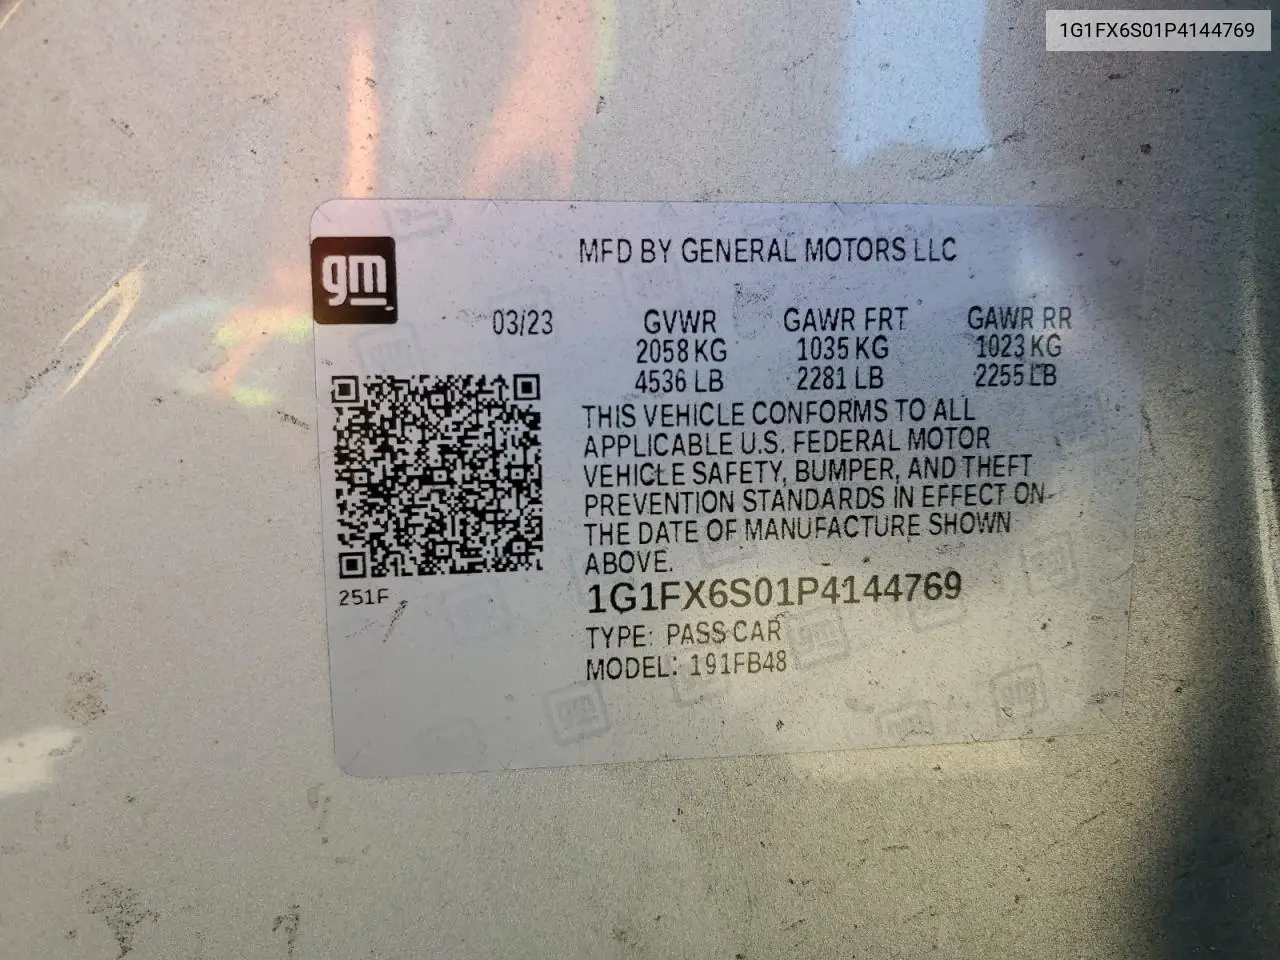 1G1FX6S01P4144769
gm
MFD BY GENERAL MOTORS LLC
03/23 GVWR GAWR FRT GAWR RR
2058 KG 1035 KG 1023 KG
4536 LB 2281 LB 2255 LB
THIS VEHICLE CONFORMS TO ALL
APPLICABLE U.S. FEDERAL MOTOR
VEHICLE SAFETY, BUMPER, AND THEFT
PREVENTION STANDARDS IN EFFECT ON
THE DATE OF MANUFACTURE SHOWN
ABOVE.
251F
1G1FX6S01P4144769
TYPE: PASS CAR
MODEL: 191FB48